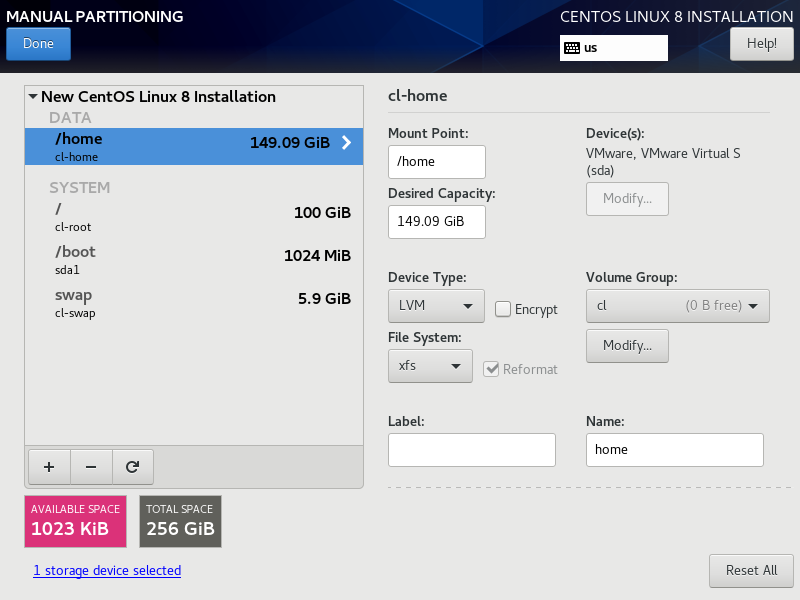 MANUAL PARTITIONING
CENTOS LINUX 8 INSTALLATION
Done
us
Help!
New CentOS Linux 8 Installation
DATA
/home
149.09 GiB
cl-home
SYSTEM
/
100 GiB
cl-root
/boot
1024 MiB
sda1
swap
5.9 GiB
cl-swap
+ −
AVAILABLE SPACE
1023 KiB
TOTAL SPACE
256 GiB
1 storage device selected
cl-home
Mount Point:
/home
Desired Capacity:
149.09 GiB
Device(s):
VMware, VMware Virtual S
(sda)
Modify...
Device Type:
LVM
Encrypt
File System:
xfs
Reformat
Volume Group:
cl (0 B free)
Modify...
Label:
Name:
home
Reset All